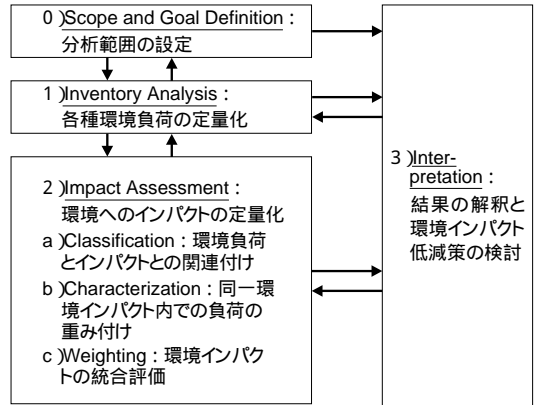 0)Scope and Goal Definition:
分析範囲の設定
1)Inventory Analysis:
各種環境負荷の定量化
2)Impact Assessment:
環境へのインパクトの定量化
a)Classification:環境負荷
とインパクトとの関連付け
b)Characterization:同一環
境インパクト内での負荷の
重み付け
c)Weighting:環境インパク
トの統合評価
3)Inter-
pretation:
結果の解釈と
環境インパクト
低減策の検討